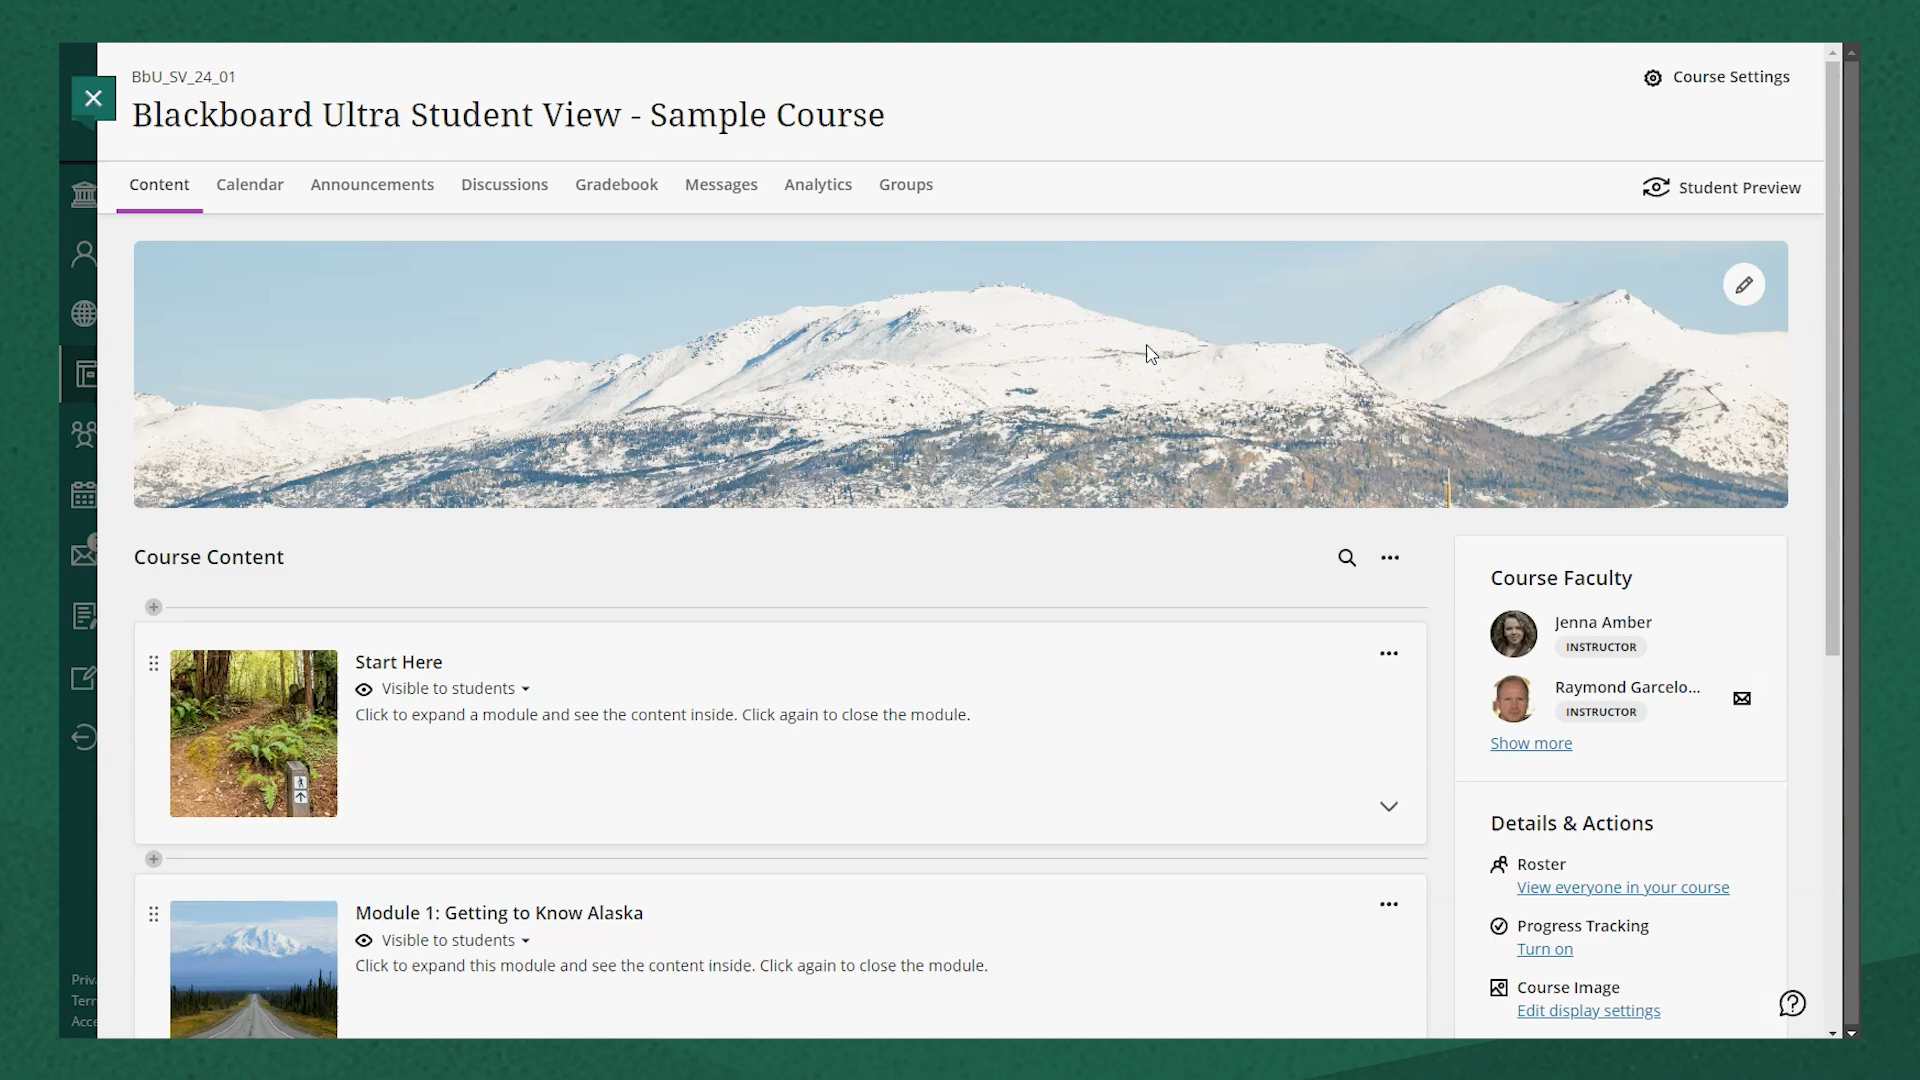 BbU_SV_24_01
Course Settings
Blackboard Ultra Student View - Sample Course
Content
Calendar
Announcements
Discussions
Gradebook
Messages
Analytics
Groups
Student Preview
Course Content
Start Here
Visible to students
Click to expand a module and see the content inside. Click again to close the module.
Module 1: Getting to Know Alaska
Visible to students
Click to expand this module and see the content inside. Click again to close the module.
Course Faculty
Jenna Amber
INSTRUCTOR
Raymond Garcelo...
INSTRUCTOR
Show more
Details & Actions
Roster
View everyone in your course
Progress Tracking
Turn on
Course Image
Edit display settings
Priv
Terr
Acce